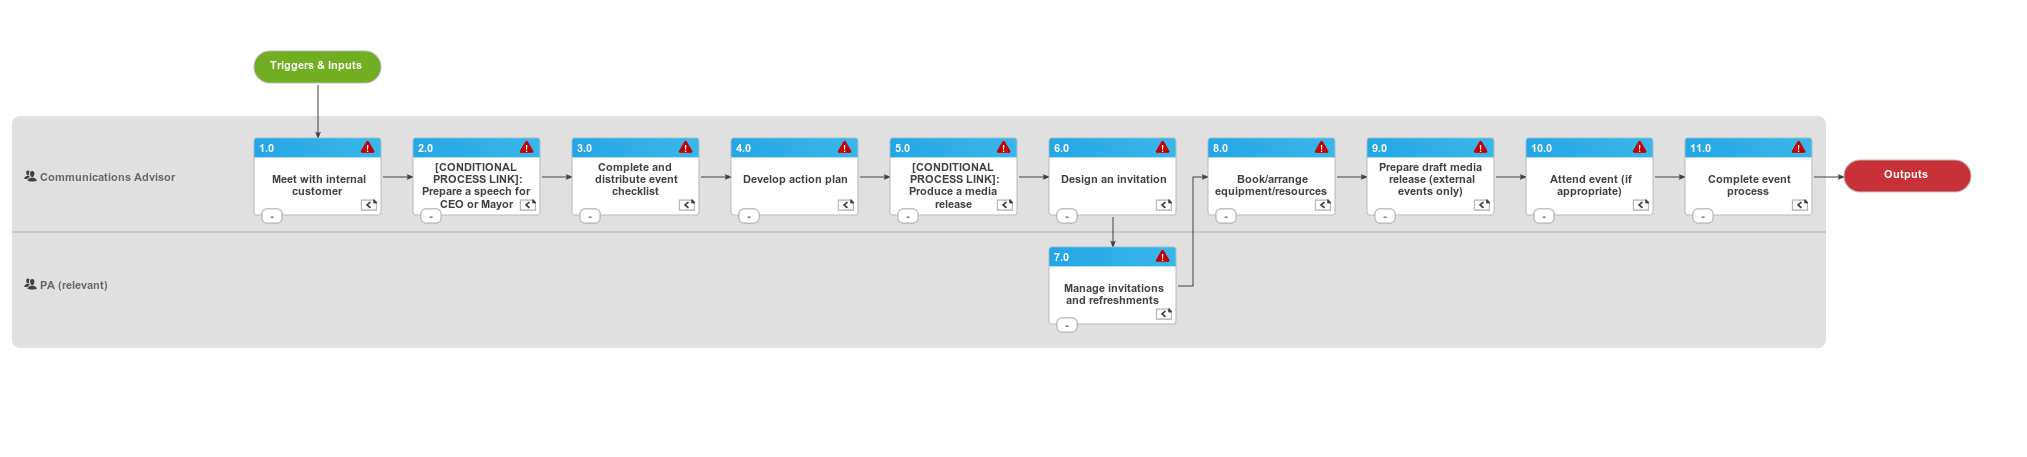 Triggers & Inputs
Communications Advisor
1.0
Meet with internal
customer
-
2.0
[CONDITIONAL
PROCESS LINK]:
Prepare a speech for
CEO or Mayor
-
3.0
Complete and
distribute event
checklist
-
4.0
Develop action plan
-
5.0
[CONDITIONAL
PROCESS LINK]:
Produce a media
release
-
6.0
Design an invitation
-
8.0
Book/arrange
equipment/resources
-
9.0
Prepare draft media
release (external
events only)
-
10.0
Attend event (if
appropriate)
-
11.0
Complete event
process
-
Outputs
PA (relevant)
7.0
Manage invitations
and refreshments
-